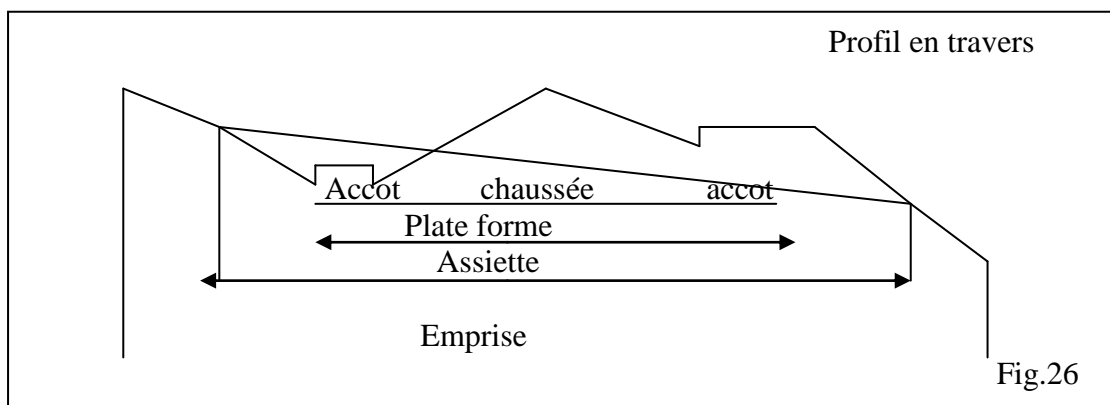 Profil en travers
Accot chaussée accot
Plate forme
Assiette
Emprise
Fig.26